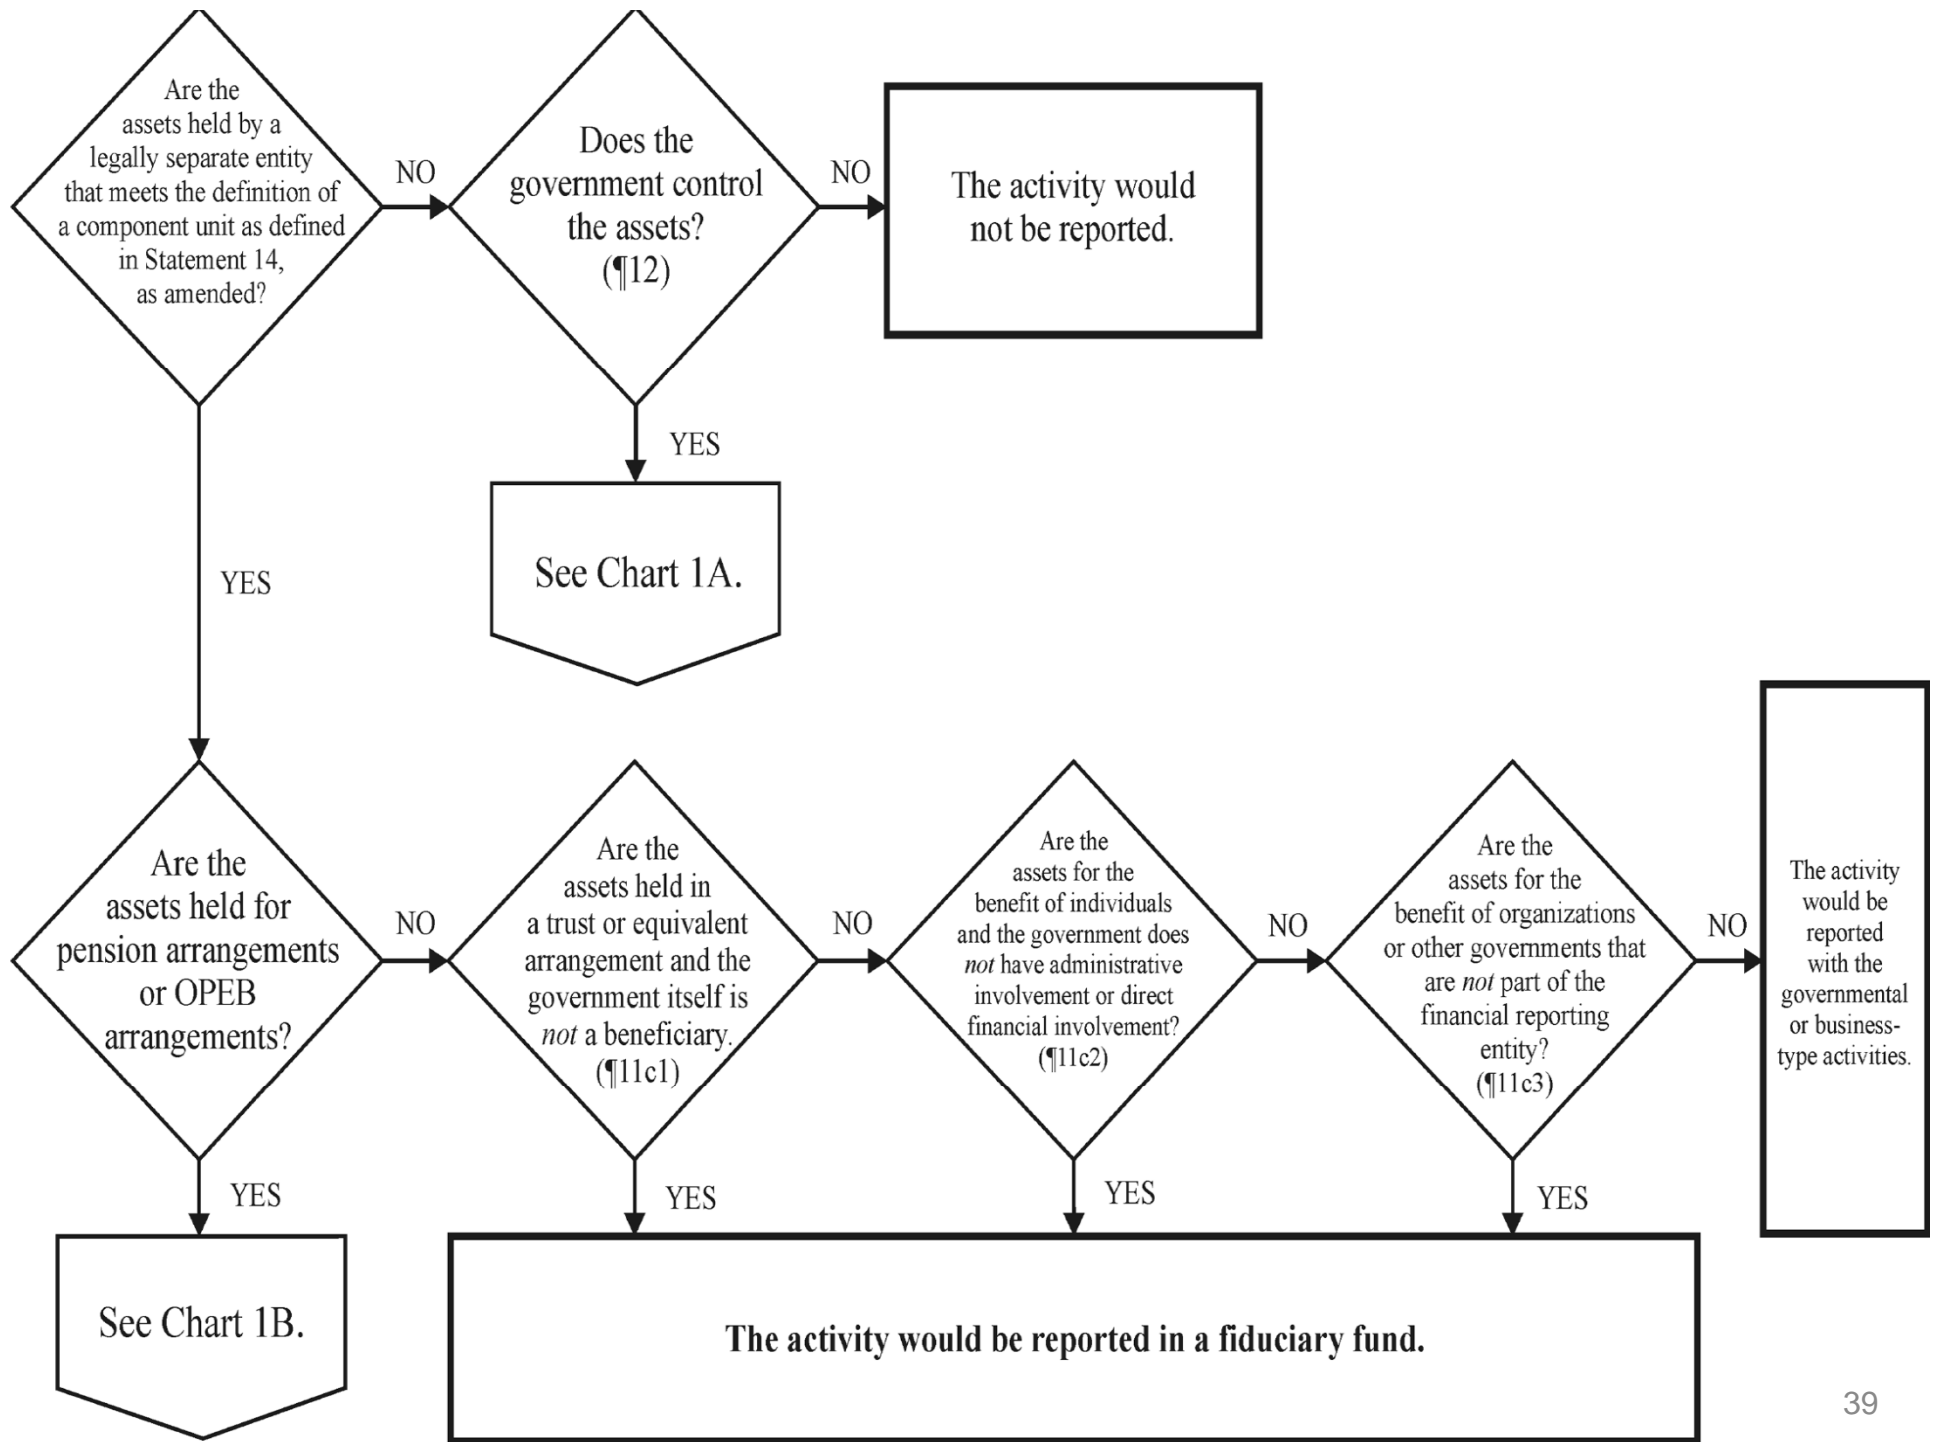 Are the
assets held by a
legally separate entity
that meets the definition of
a component unit as defined
in Statement 14,
as amended?
NO
Does the
government control
the assets?
(¶12)
NO
The activity would
not be reported.
YES
See Chart 1A.
YES
Are the
assets held for
pension arrangements
or OPEB
arrangements?
NO
Are the
assets held in
a trust or equivalent
arrangement and the
government itself is
not a beneficiary.
(¶11c1)
NO
Are the
assets for the
benefit of individuals
and the government does
not have administrative
involvement or direct
financial involvement?
(¶11c2)
NO
Are the
assets for the
benefit of organizations
or other governments that
are not part of the
financial reporting
entity?
(¶11c3)
NO
The activity
would be
reported
with the
governmental
or business-
type activities.
YES
YES
YES
YES
See Chart 1B.
The activity would be reported in a fiduciary fund.
39